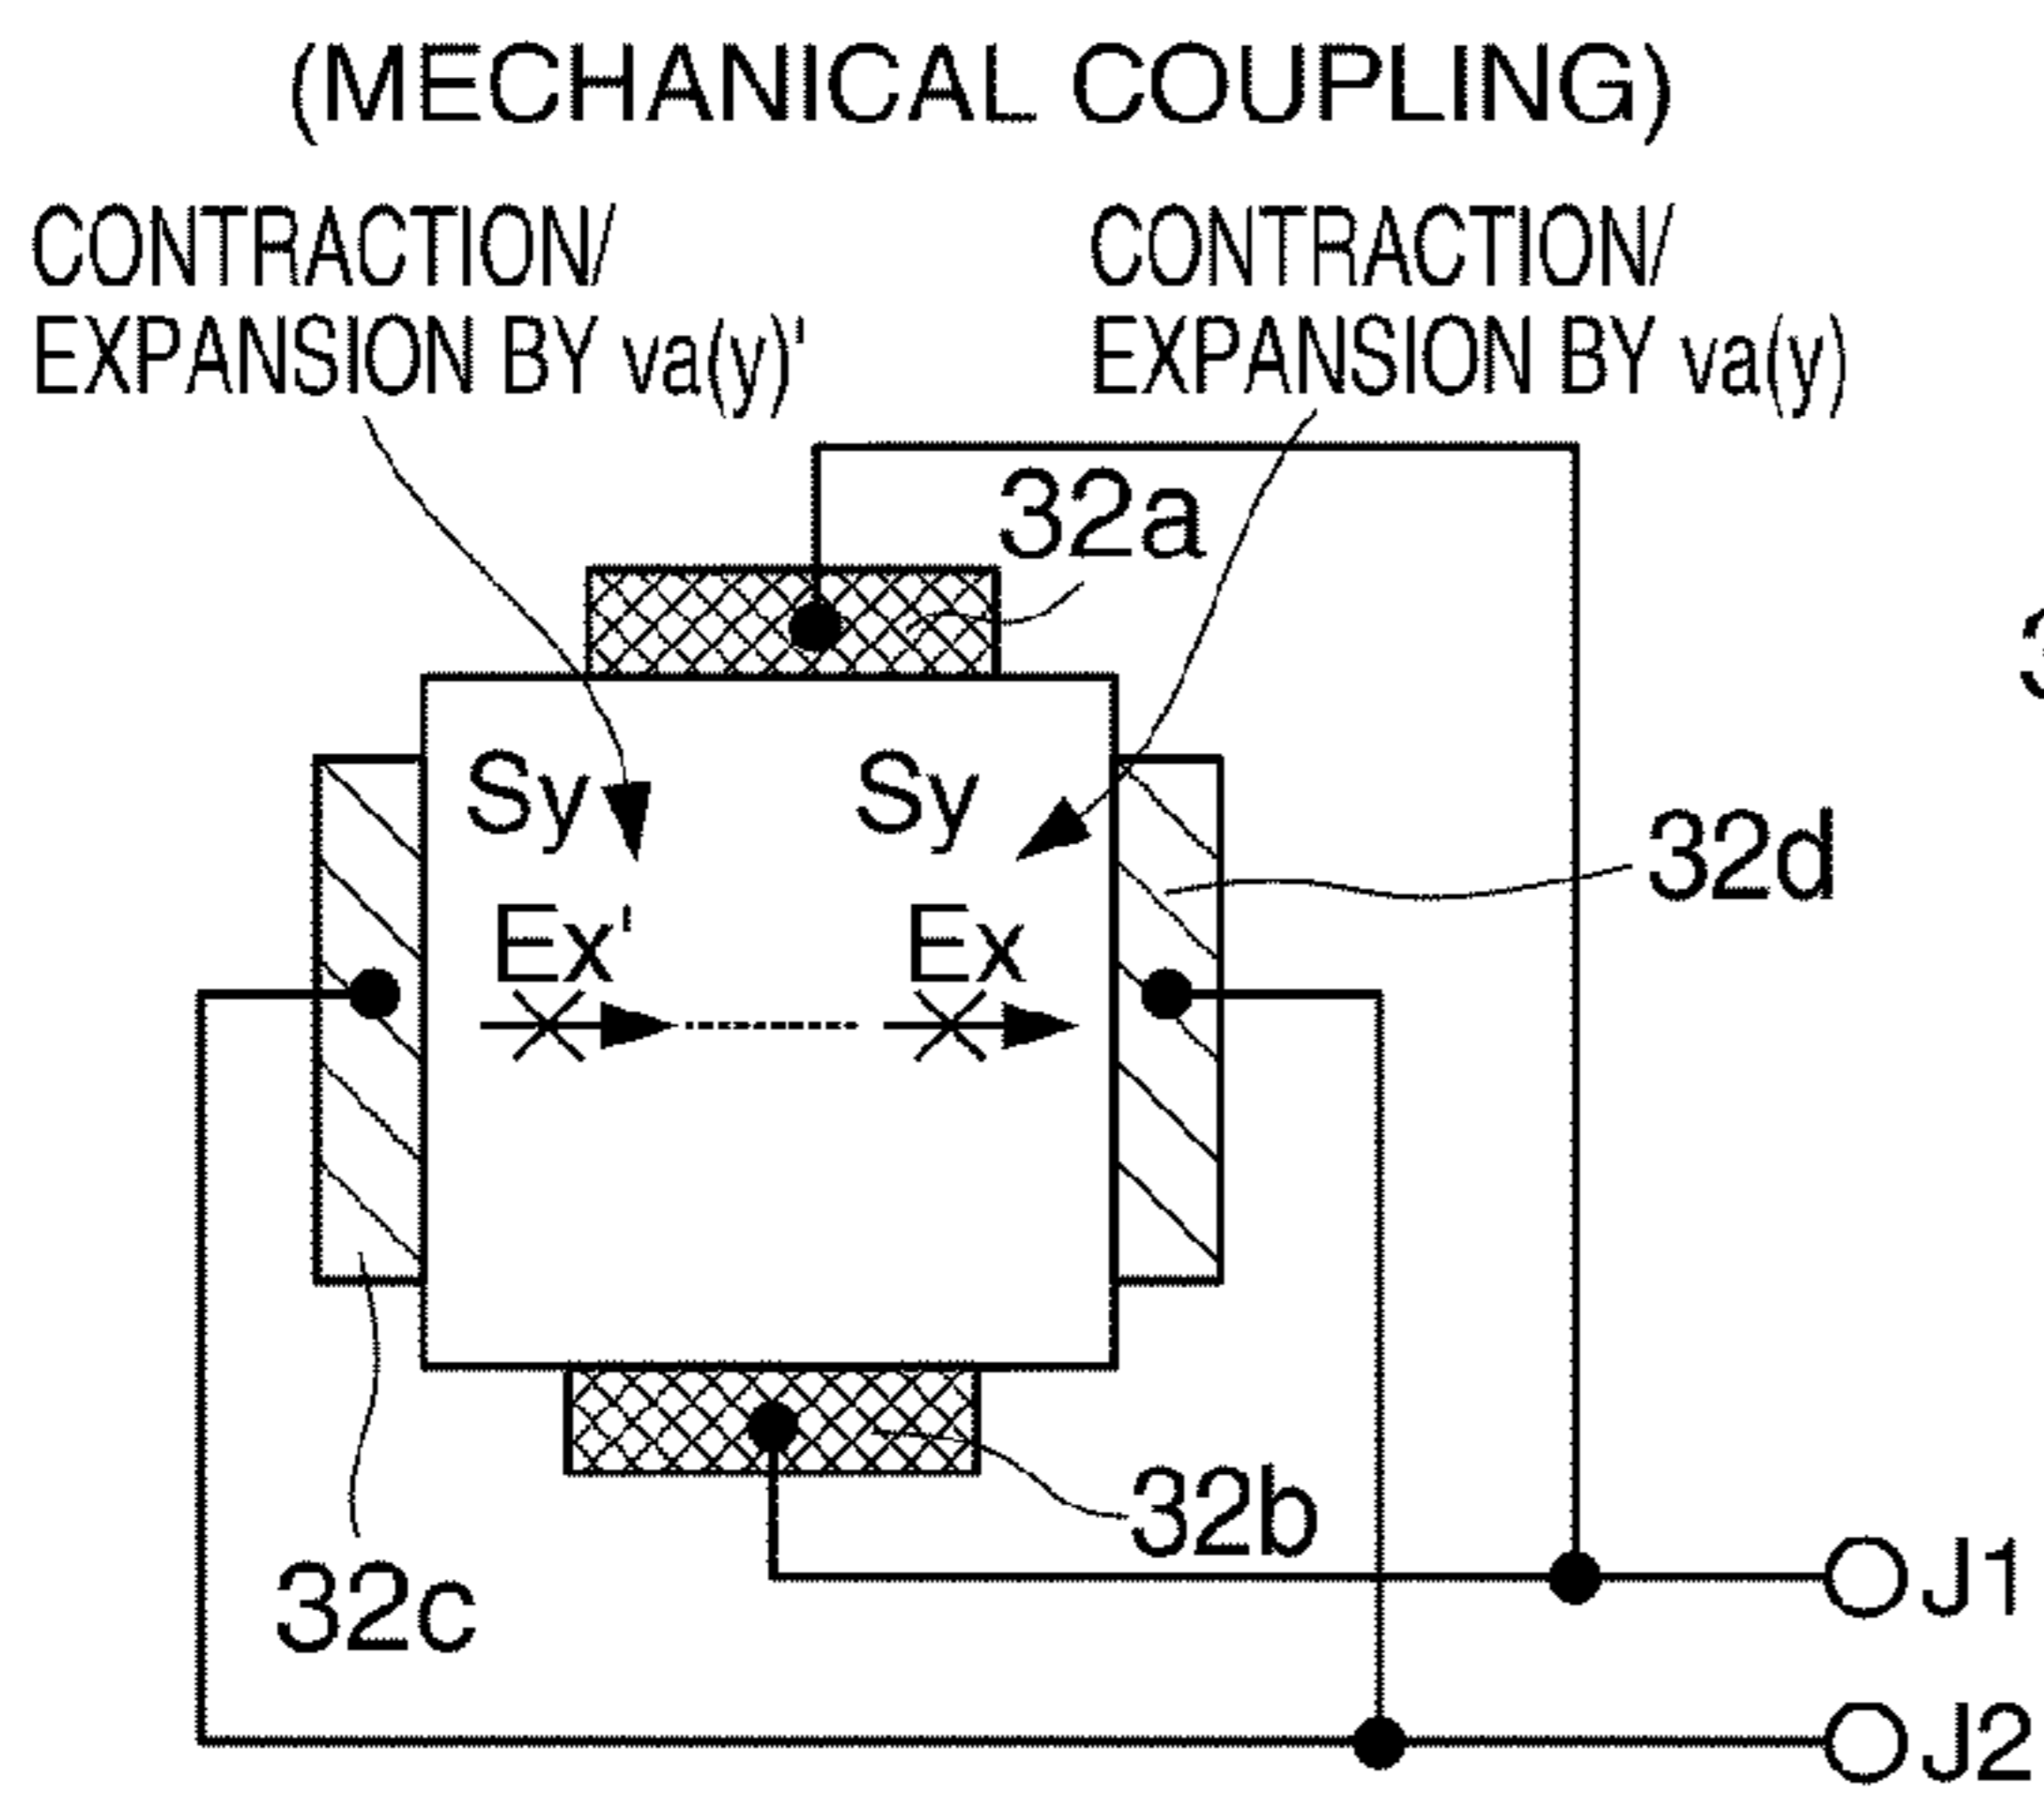 (MECHANICAL COUPLING)
CONTRACTION/
EXPANSION BY va(y)'
CONTRACTION/
EXPANSION BY va(y)
32a
Sy
Sy
32d
Ex'
Ex
32b
32c
J1
J2